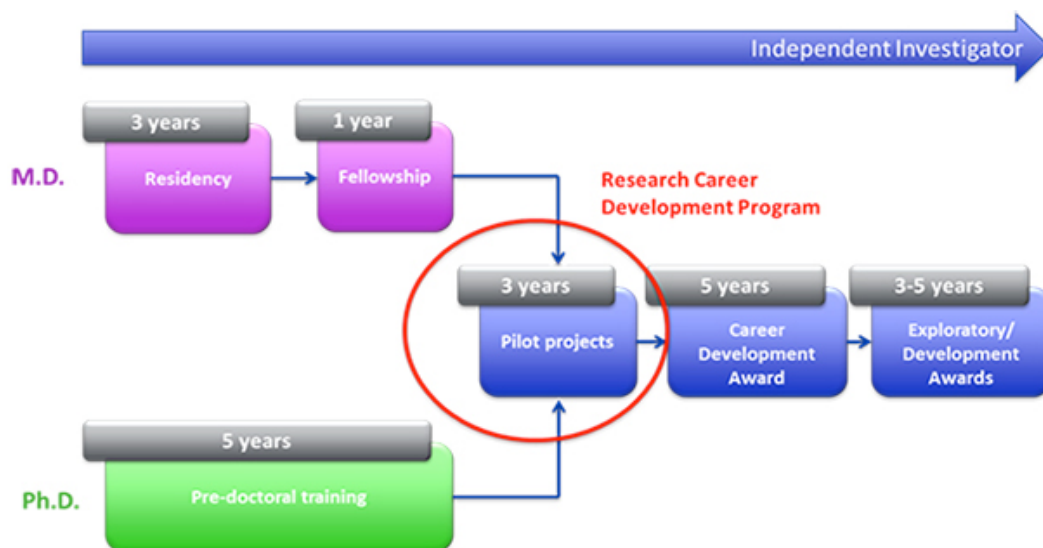 Independent Investigator
3 years
1 year
M.D.
Residency
Fellowship
Research Career
Development Program
3 years
5 years
3-5 years
Pilot projects
Career
Development
Award
Exploratory/
Development
Awards
5 years
Ph.D.
Pre-doctoral training